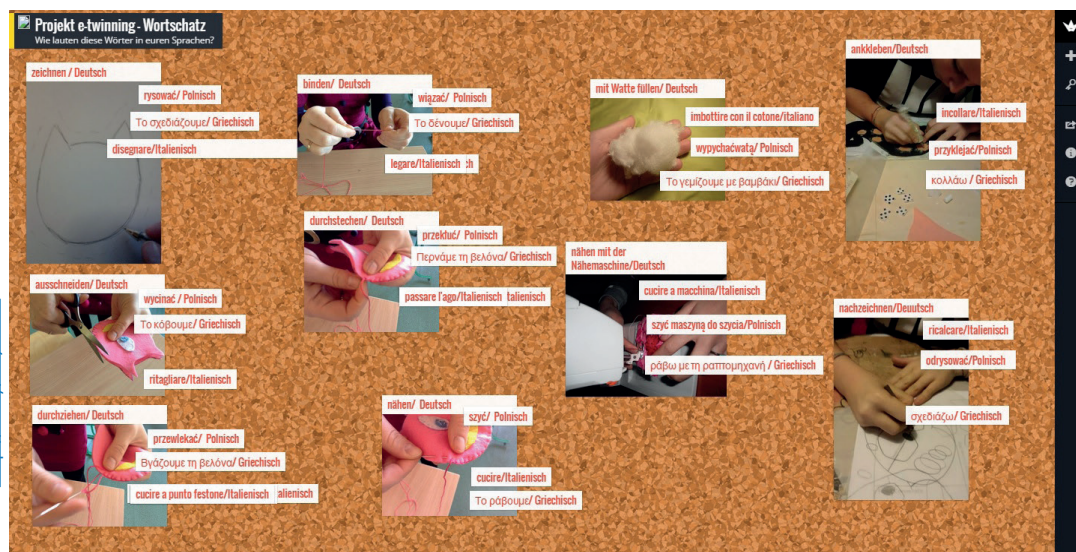 Projekt e-twinning - Wortschatz
Wie lauten diese Wörter in euren Sprachen?
zeichnen / Deutsch
rysować/ Polnisch
Το σχεδιάζουμε/ Griechisch
disegnare/Italienisch
binden/ Deutsch
wiązać/ Polnisch
Το δένουμε/ Griechisch
legare/Italienisch
mit Watte füllen/ Deutsch
imbottire con il cotone/italiano
wypychaćwatą/ Polnisch
Το γεμίζουμε με βαμβάκι/ Griechisch
ankkleben/Deutsch
incollare/Italienisch
przyklejać/Polnisch
κολλάω / Griechisch
durchstechen/ Deutsch
przekłuć/ Polnisch
Περνάμε τη βελόνα/ Griechisch
passare l'ago/Italienisch
talienisch
nähen mit der
Nähemaschine/Deutsch
cucire a macchina/Italienisch
szyć maszyną do szycia/Polnisch
ράβω με τη ραπτομηχανή / Griechisch
ausschneiden/ Deutsch
wycinać / Polnisch
Το κόβουμε/ Griechisch
ritagliare/Italienisch
nachzeichnen/Deuutsch
ricalcare/Italienisch
odrysować/Polnisch
σχεδιάζω/ Griechisch
durchziehen/ Deutsch
przewlekać/ Polnisch
Βγάζουμε τη βελόνα/ Griechisch
cucire a punto festone/Italienisch
alienisch
nähen/ Deutsch
szyć/ Polnisch
cucire/Italienisch
Το ράβουμε/ Griechisch